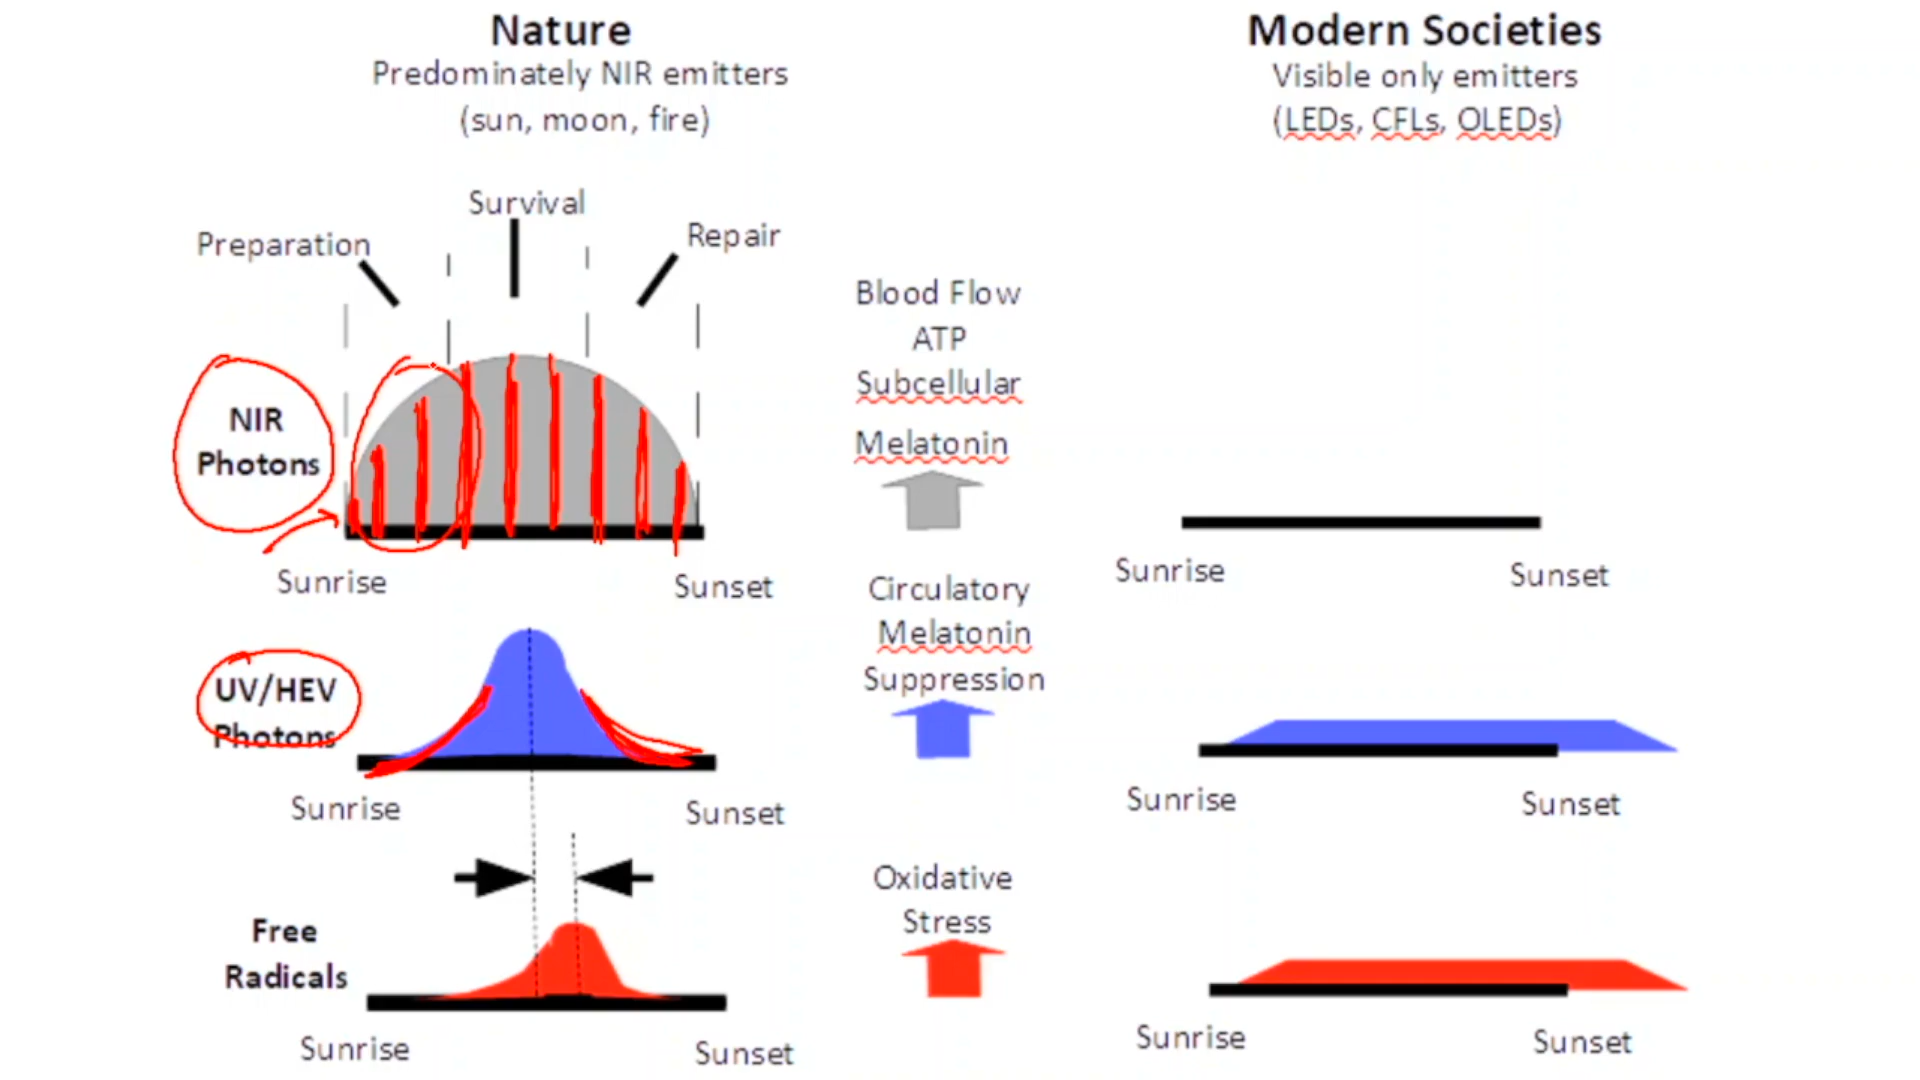 Nature
Predominately NIR emitters
(sun, moon, fire)
Modern Societies
Visible only emitters
(LEDs, CFLs, OLEDs)
Survival
Preparation
Repair
NIR
Photons
Sunrise
Sunset
Blood Flow
ATP
Subcellular
Melatonin
Sunrise
Sunset
UV/HEV
Photons
Sunrise
Sunset
Circulatory
Melatonin
Suppression
Sunrise
Sunset
Free
Radicals
Sunrise
Sunset
Oxidative
Stress
Sunrise
Sunset